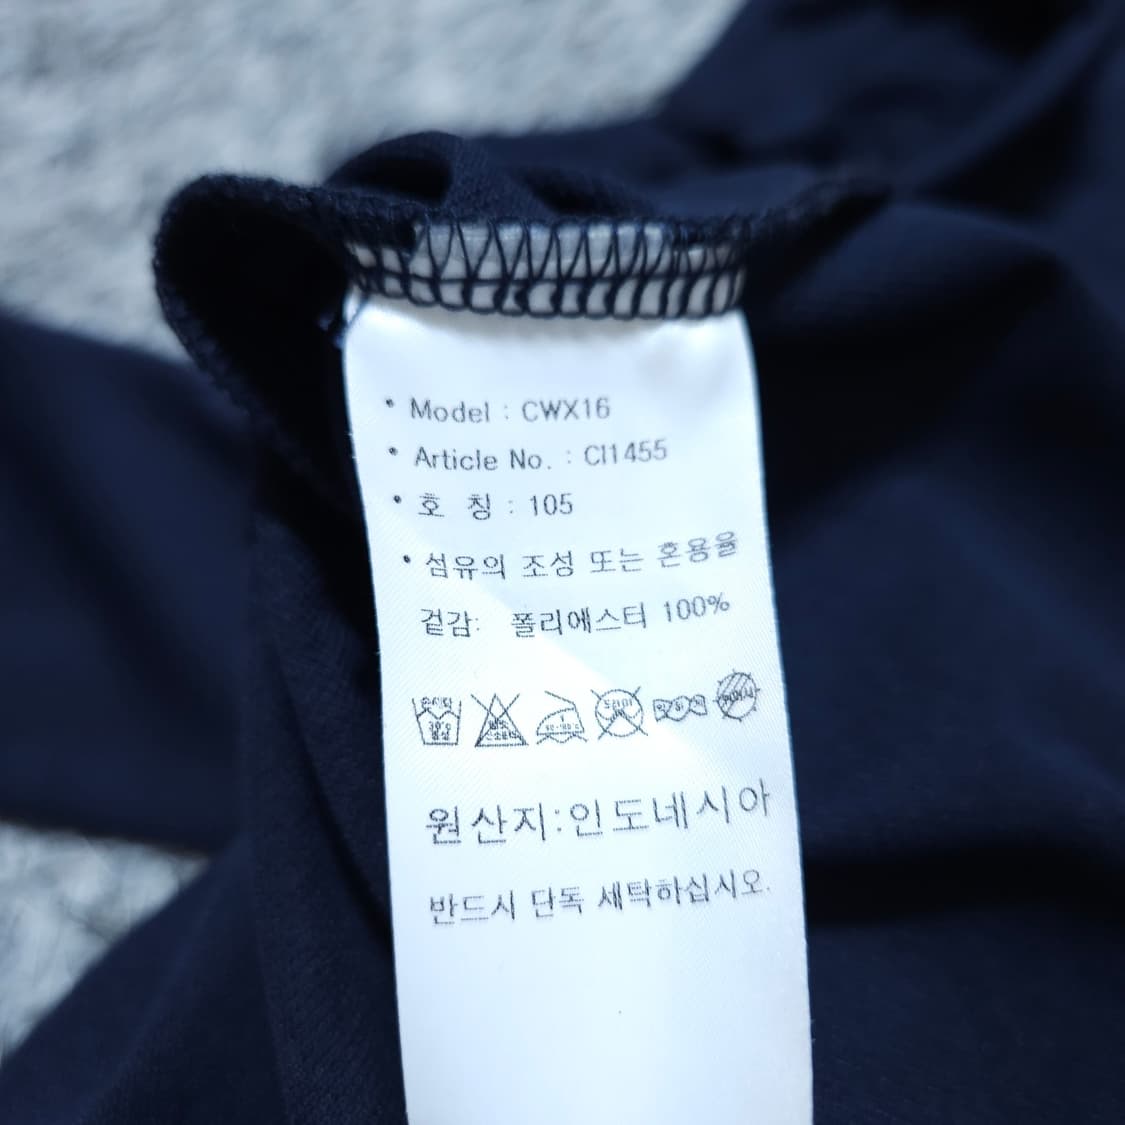 • Model : CWX16
• Article No. : CI1455
• 호 칭 : 105
• 섬유의 조성 또는 혼용율
겉감: 폴리에스터 100%
원산지:인도네시아
반드시 단독 세탁하십시오.